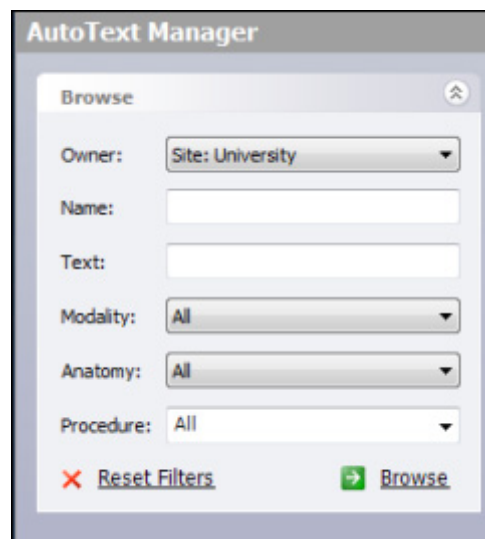 AutoText Manager
Browse
Owner: Site: University
Name:
Text:
Modality: All
Anatomy: All
Procedure: All
Reset Filters Browse